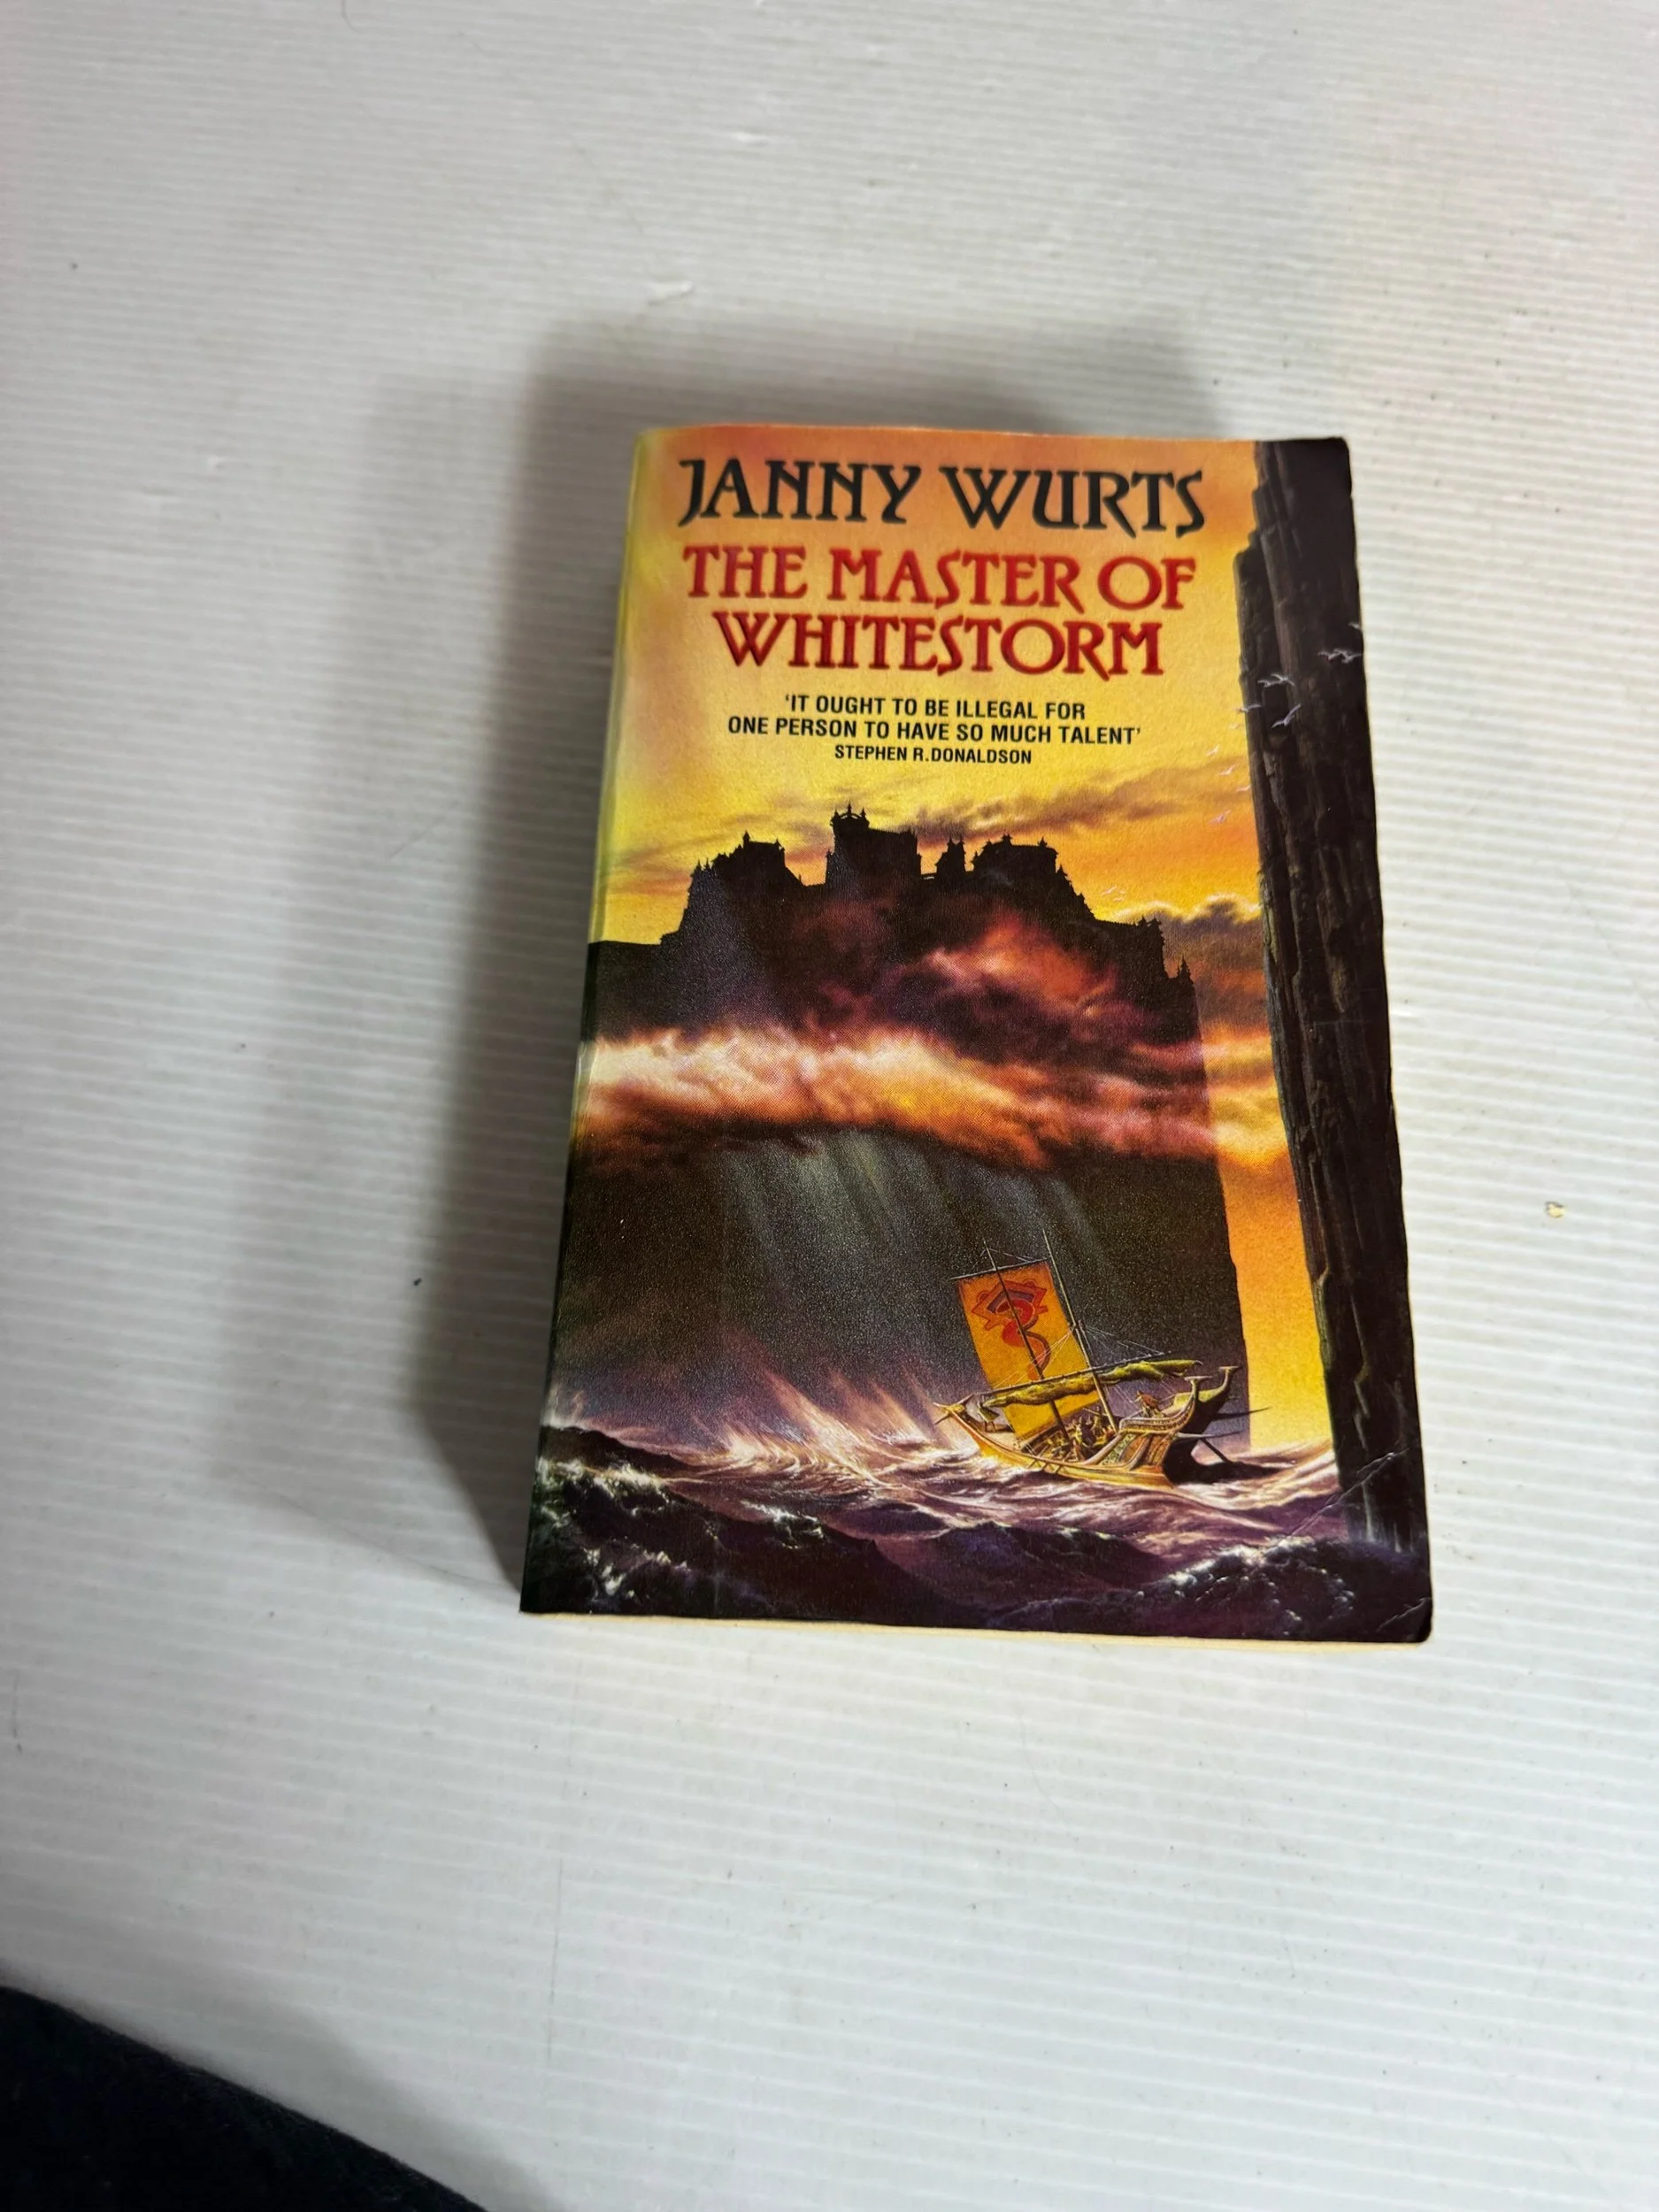 JANNY WURTS
THE MASTER OF
WHITESTORM
'IT OUGHT TO BE ILLEGAL FOR
ONE PERSON TO HAVE SO MUCH TALENT'
STEPHEN R.DONALDSON